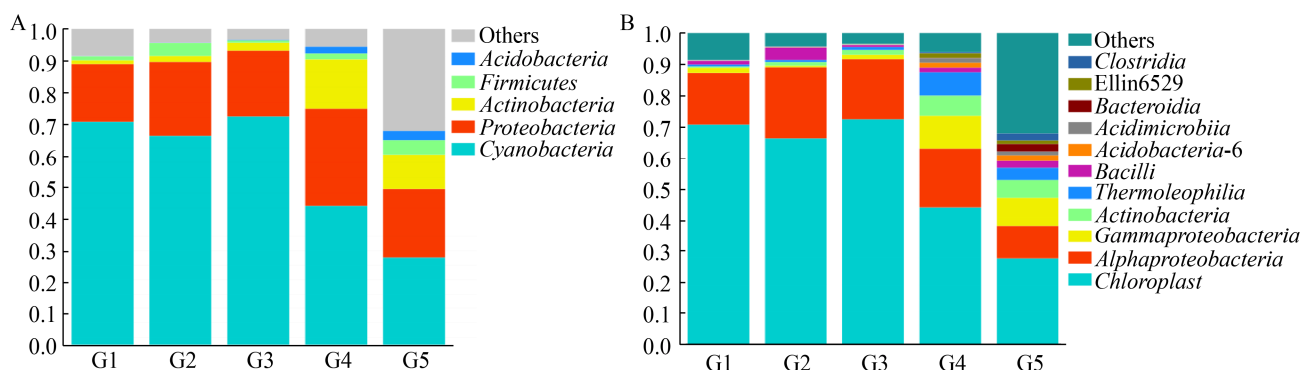 A
1.0
0.9
0.8
0.7
0.6
0.5
0.4
0.3
0.2
0.1
0.0
G1 G2 G3 G4 G5
Others
Acidobacteria
Firmicutes
Actinobacteria
Proteobacteria
Cyanobacteria
B
1.0
0.9
0.8
0.7
0.6
0.5
0.4
0.3
0.2
0.1
0.0
G1 G2 G3 G4 G5
Others
Clostridia
Ellin6529
Bacteroidia
Acidimicrobiia
Acidobacteria-6
Bacilli
Thermoleophilia
Actinobacteria
Gammaproteobacteria
Alphaproteobacteria
Chloroplast